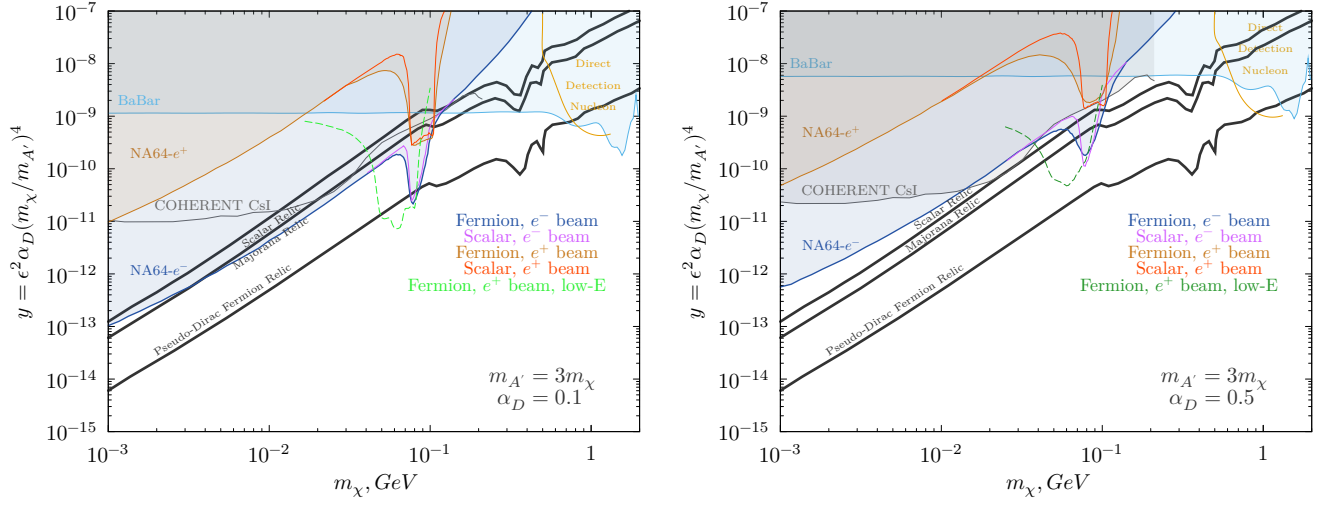 10⁻⁷
10⁻⁸
10⁻⁹
10⁻¹⁰
10⁻¹¹
10⁻¹²
10⁻¹³
10⁻¹⁴
10⁻¹⁵
y = ϵ²α_D(m_χ/m_A′)⁴
BaBar
NA64-e⁺
COHERENT CsI
NA64-e⁻
Scalar Relic
Majorana Relic
Pseudo-Dirac Fermion Relic
Direct
Detection
Nucleon
Fermion, e⁻ beam
Scalar, e⁻ beam
Fermion, e⁺ beam
Scalar, e⁺ beam
Fermion, e⁺ beam, low-E
m_A′ = 3m_χ
α_D = 0.1
10⁻³ 10⁻² 10⁻¹ 1
m_χ, GeV
10⁻⁷
10⁻⁸
10⁻⁹
10⁻¹⁰
10⁻¹¹
10⁻¹²
10⁻¹³
10⁻¹⁴
10⁻¹⁵
y = ϵ²α_D(m_χ/m_A′)⁴
BaBar
NA64-e⁺
COHERENT CsI
NA64-e⁻
Scalar Relic
Majorana Relic
Pseudo-Dirac Fermion Relic
Direct
Detection
Nucleon
Fermion, e⁻ beam
Scalar, e⁻ beam
Fermion, e⁺ beam
Scalar, e⁺ beam
Fermion, e⁺ beam, low-E
m_A′ = 3m_χ
α_D = 0.5
10⁻³ 10⁻² 10⁻¹ 1
m_χ, GeV